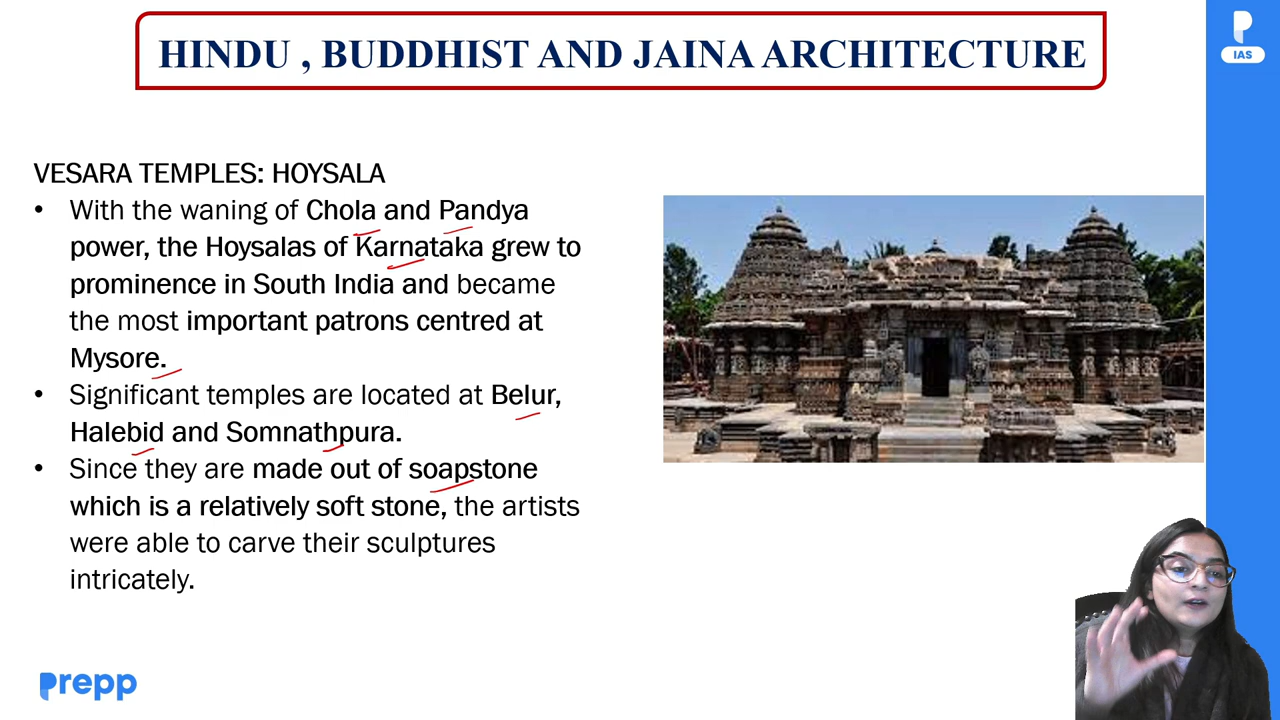 HINDU , BUDDHIST AND JAINA ARCHITECTURE
IAS
VESARA TEMPLES: HOYSALA
• With the waning of Chola and Pandya
power, the Hoysalas of Karnataka grew to
prominence in South India and became
the most important patrons centred at
Mysore.
• Significant temples are located at Belur,
Halebid and Somnathpura.
• Since they are made out of soapstone
which is a relatively soft stone, the artists
were able to carve their sculptures
intricately.
prepp